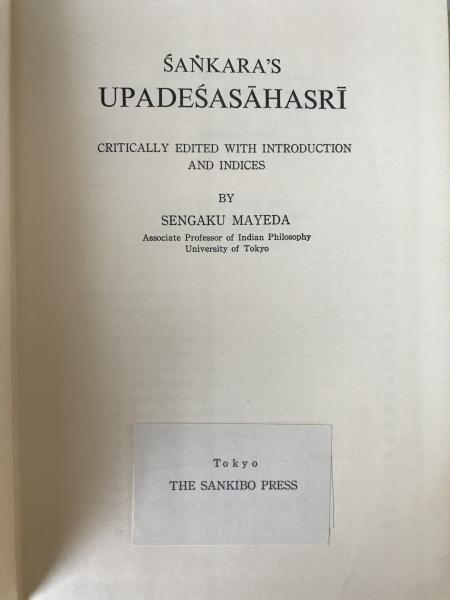 ŚAṄKARA'S
UPADEŚASĀHASRĪ
CRITICALLY EDITED WITH INTRODUCTION
AND INDICES
BY
SENGAKU MAYEDA
Associate Professor of Indian Philosophy
University of Tokyo
Tokyo
THE SANKIBO PRESS